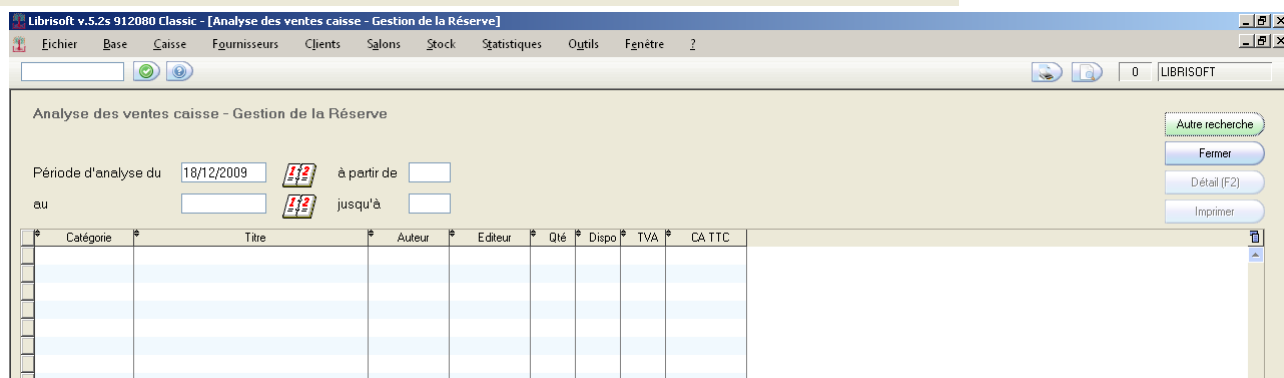 Librisoft v.5.2s 912080 Classic - [Analyse des ventes caisse - Gestion de la Réserve]
Fichier Base Caisse Fournisseurs Clients Salons Stock Statistiques Outils Fenêtre ?
0 LIBRISOFT
Analyse des ventes caisse - Gestion de la Réserve
Autre recherche
Fermer
Période d'analyse du 18/12/2009 à partir de
Détail (F2)
au jusqu'à
Imprimer
Catégorie Titre Auteur Editeur Qté Dispo TVA CA TTC